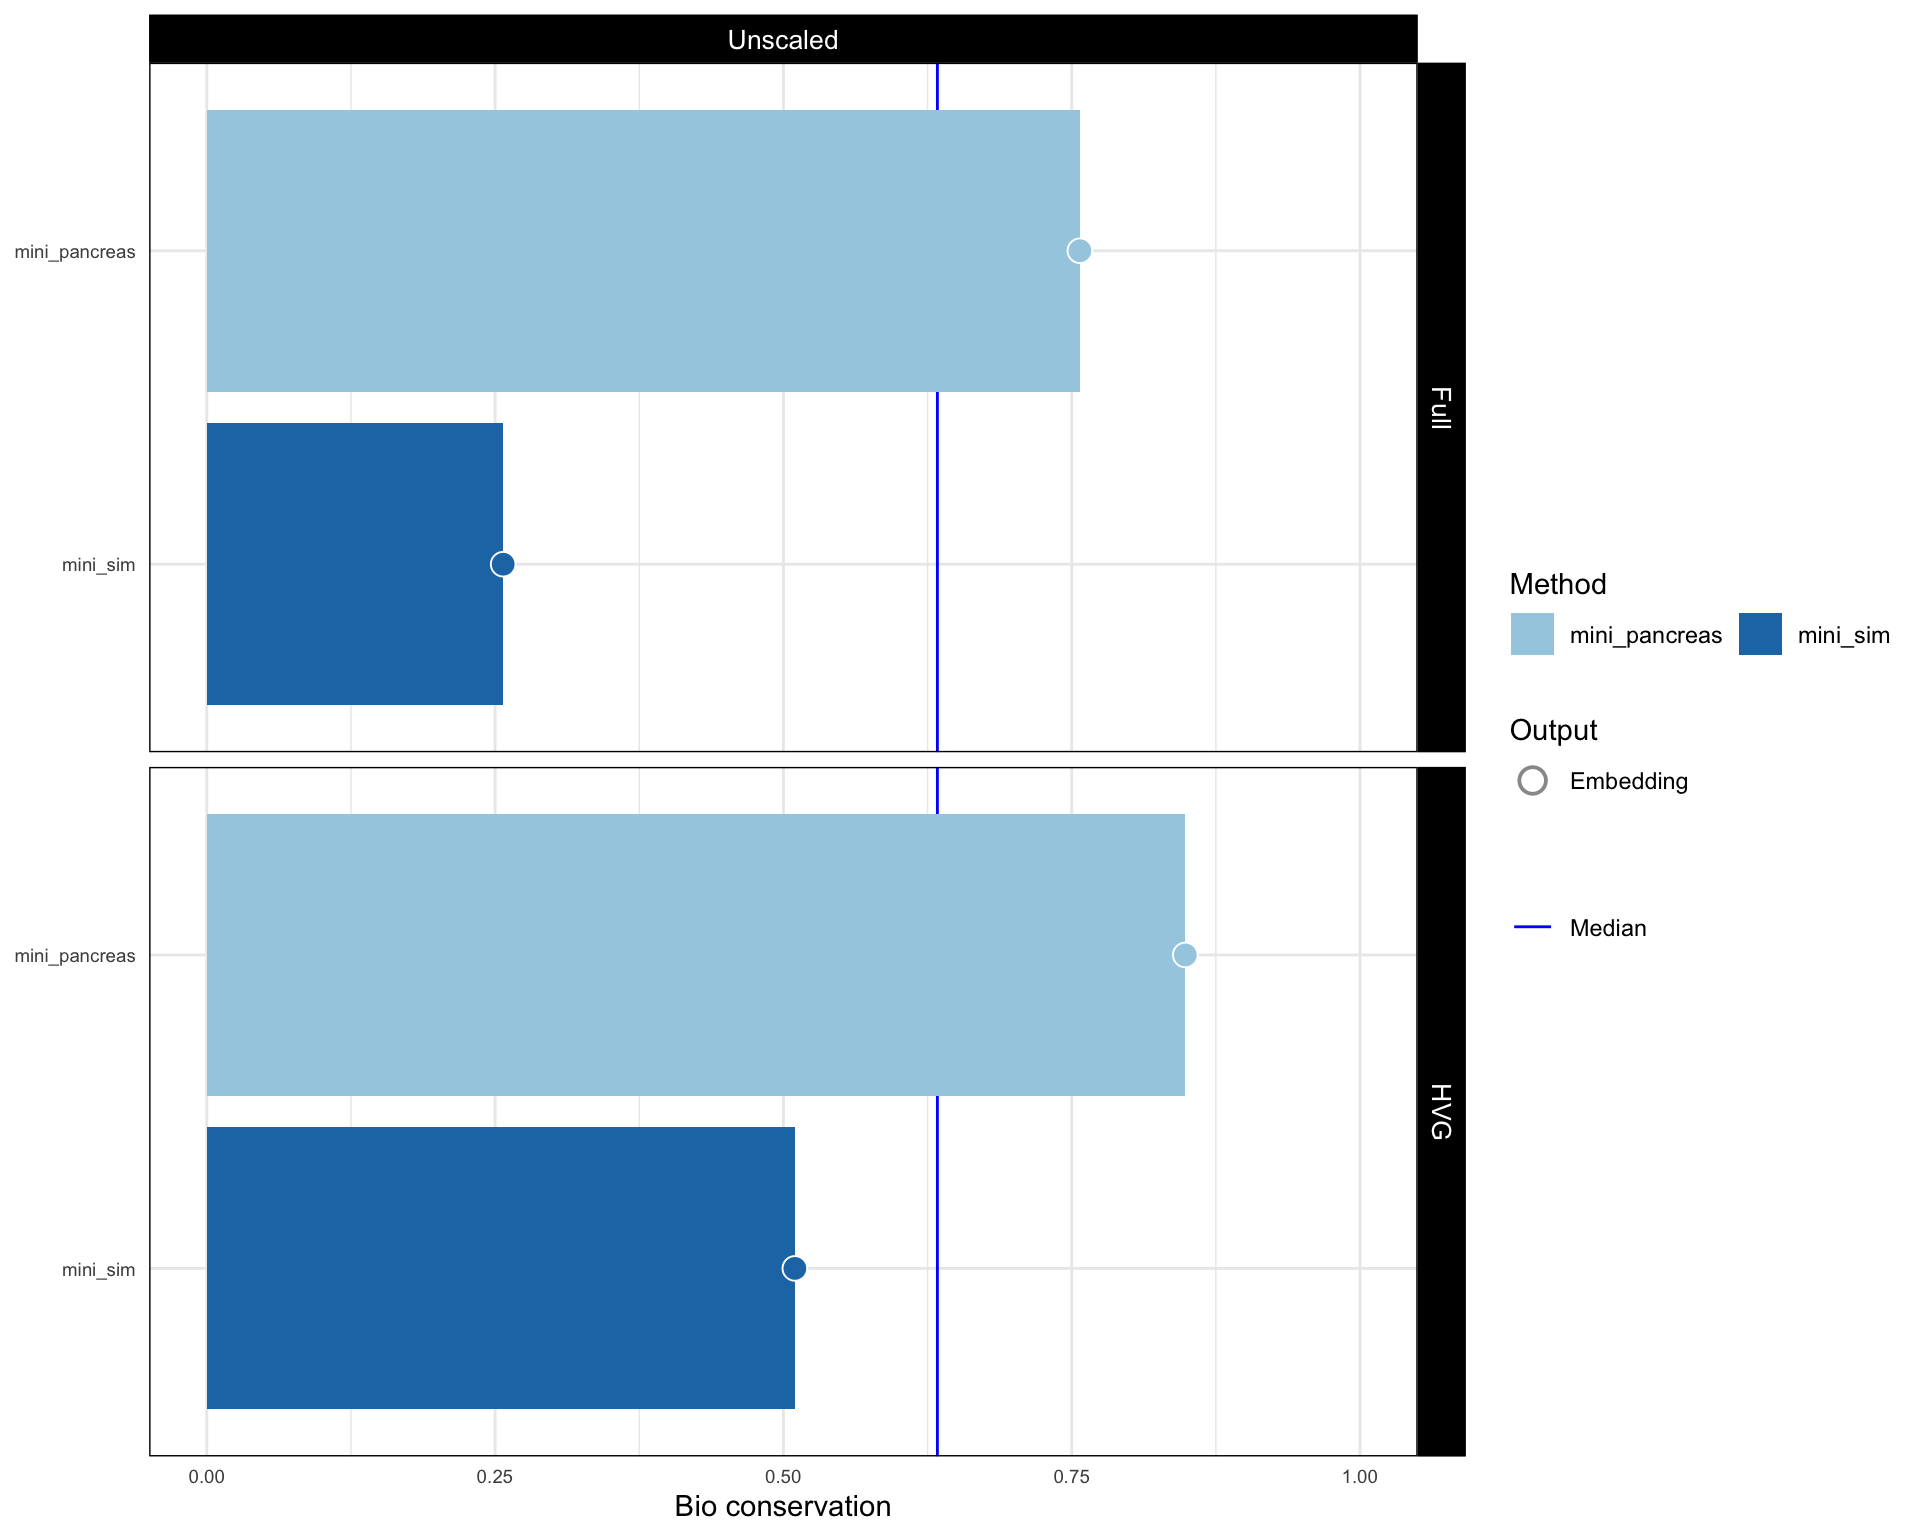 Unscaled
mini_pancreas
mini_sim
Full
mini_pancreas
mini_sim
HVG
0.00 0.25 0.50 0.75 1.00
Bio conservation
Method
mini_pancreas mini_sim
Output
Embedding
Median